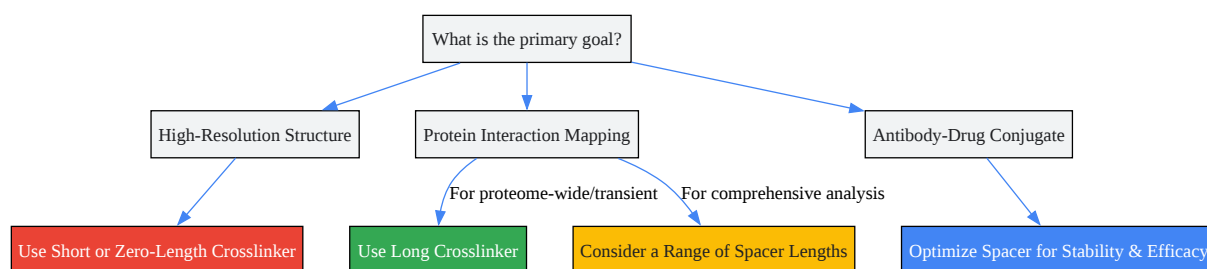 What is the primary goal?
High-Resolution Structure
Protein Interaction Mapping
Antibody-Drug Conjugate
For proteome-wide/transient
For comprehensive analysis
Use Short or Zero-Length Crosslinker
Use Long Crosslinker
Consider a Range of Spacer Lengths
Optimize Spacer for Stability & Efficacy